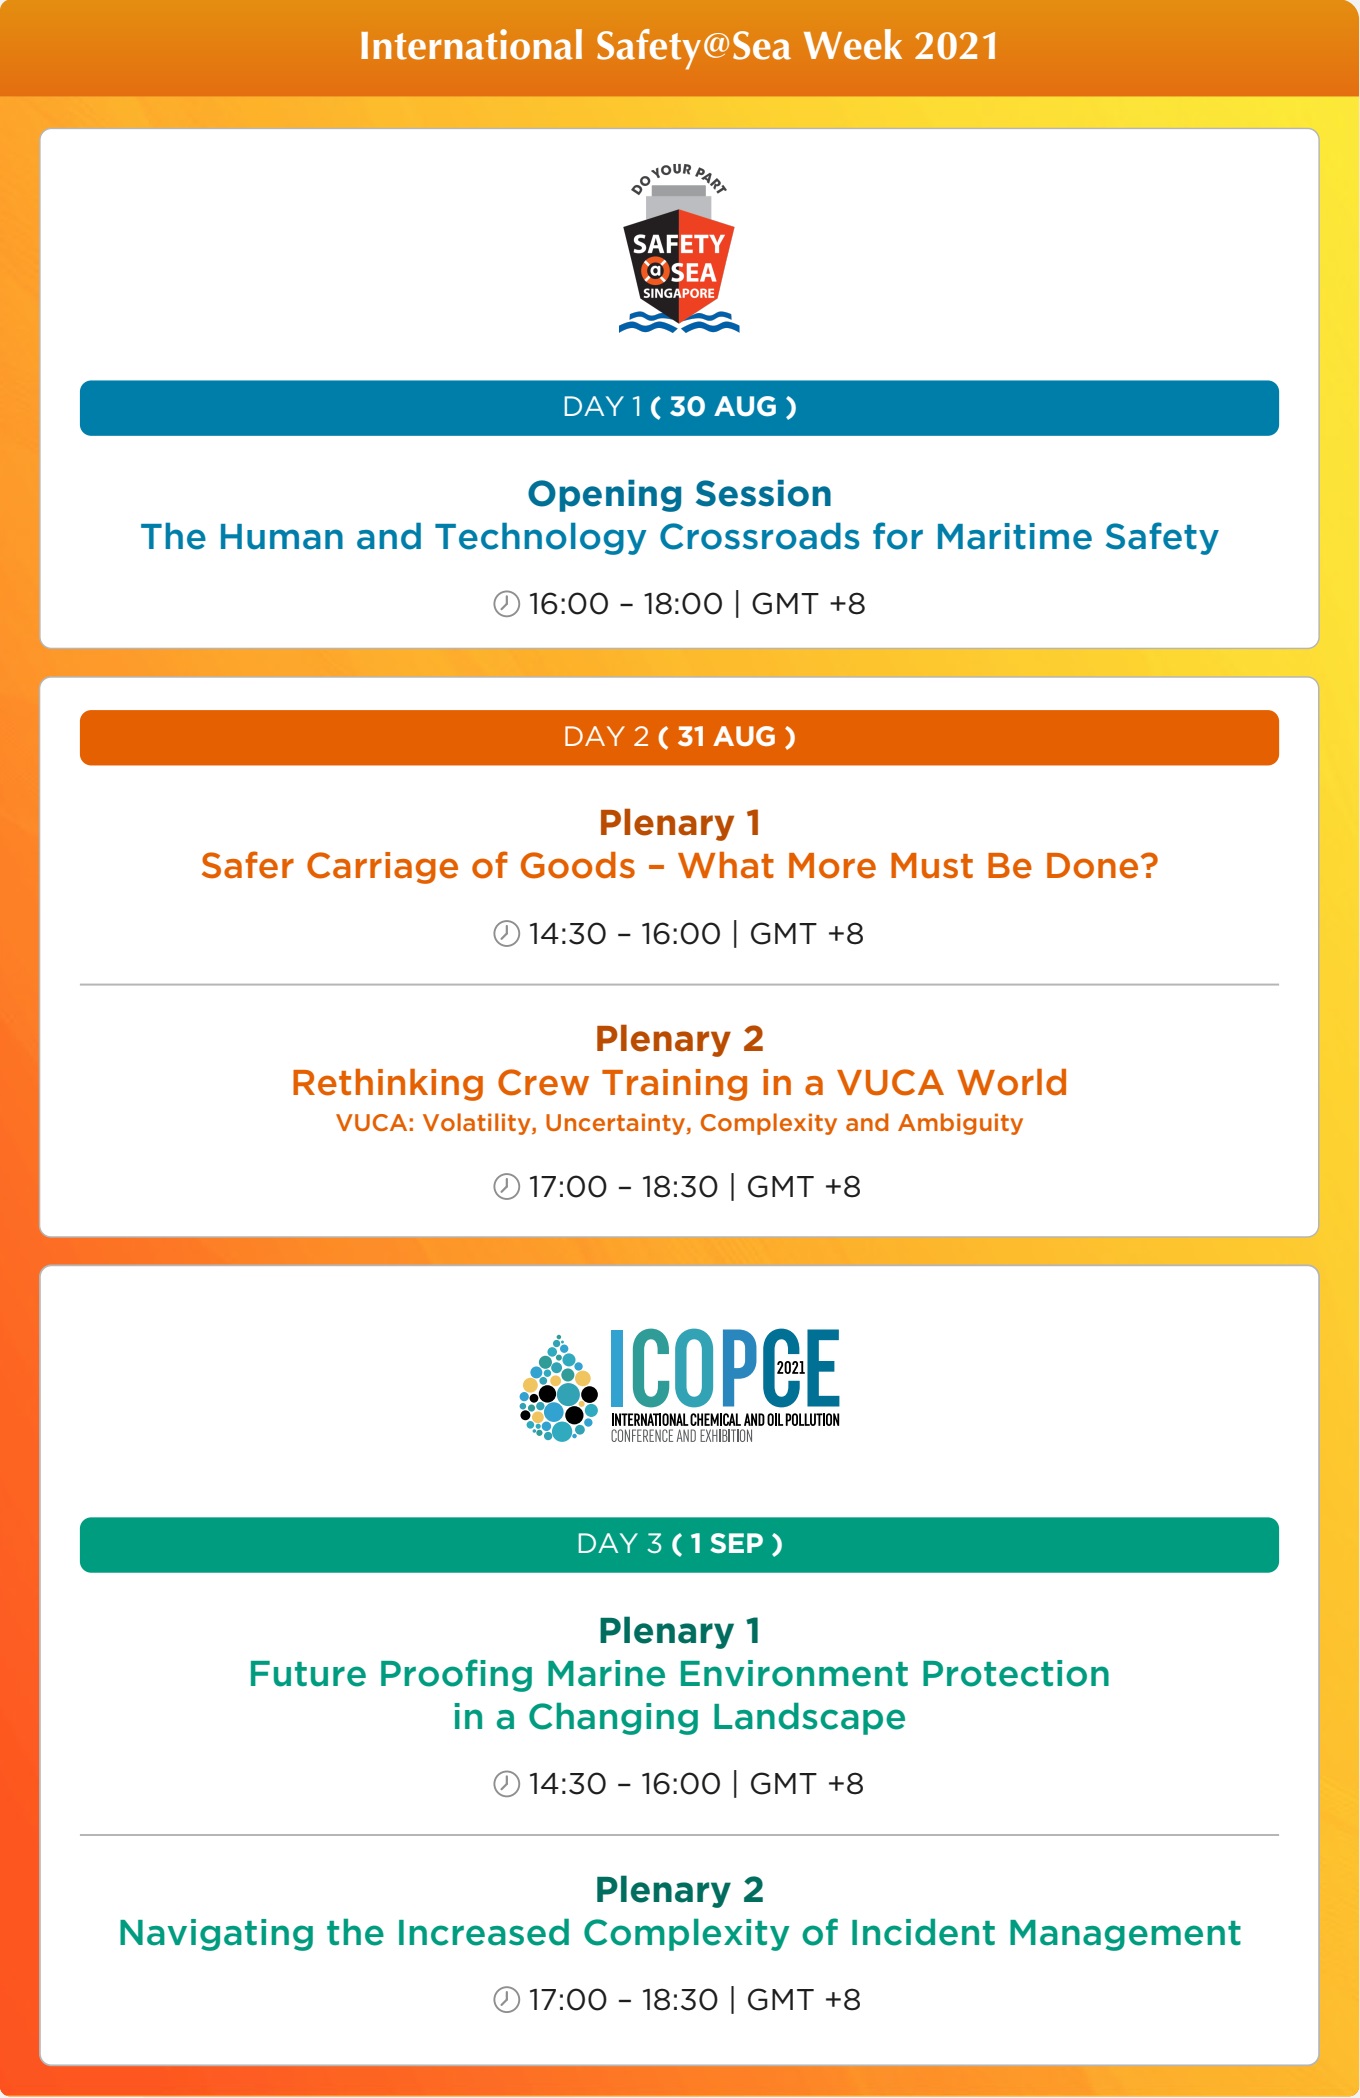 International Safety@Sea Week 2021
DO YOUR PART
SAFETY
@SEA
SINGAPORE
DAY 1 ( 30 AUG )
Opening Session
The Human and Technology Crossroads for Maritime Safety
16:00 – 18:00 | GMT +8
DAY 2 ( 31 AUG )
Plenary 1
Safer Carriage of Goods – What More Must Be Done?
14:30 – 16:00 | GMT +8
Plenary 2
Rethinking Crew Training in a VUCA World
VUCA: Volatility, Uncertainty, Complexity and Ambiguity
17:00 – 18:30 | GMT +8
ICOPCE
2021
INTERNATIONAL CHEMICAL AND OIL POLLUTION
CONFERENCE AND EXHIBITION
DAY 3 ( 1 SEP )
Plenary 1
Future Proofing Marine Environment Protection
in a Changing Landscape
14:30 – 16:00 | GMT +8
Plenary 2
Navigating the Increased Complexity of Incident Management
17:00 – 18:30 | GMT +8